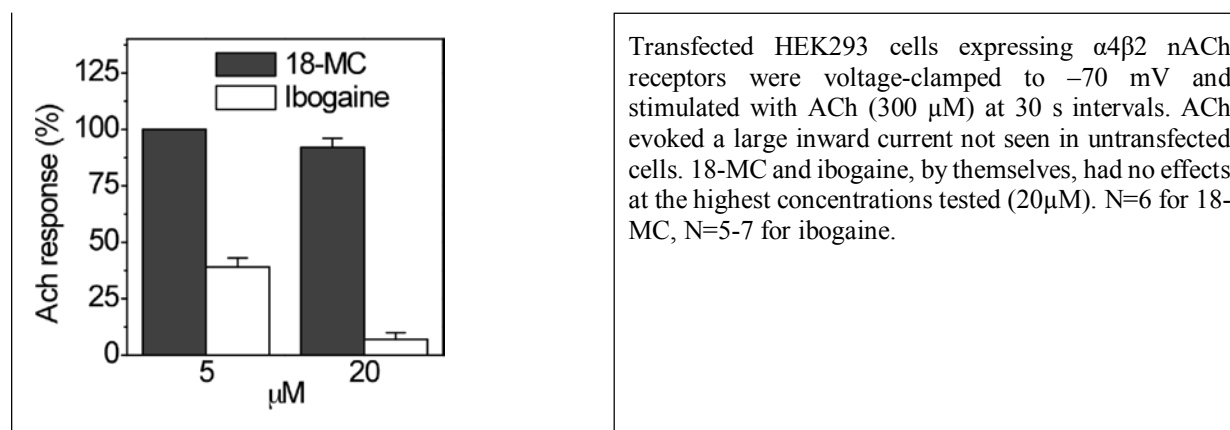 125
100
75
50
25
0
Ach response (%)
18-MC
Ibogaine
5 20
μM
Transfected HEK293 cells expressing α4β2 nACh
receptors were voltage-clamped to –70 mV and
stimulated with ACh (300 μM) at 30 s intervals. ACh
evoked a large inward current not seen in untransfected
cells. 18-MC and ibogaine, by themselves, had no effects
at the highest concentrations tested (20μM). N=6 for 18-
MC, N=5-7 for ibogaine.